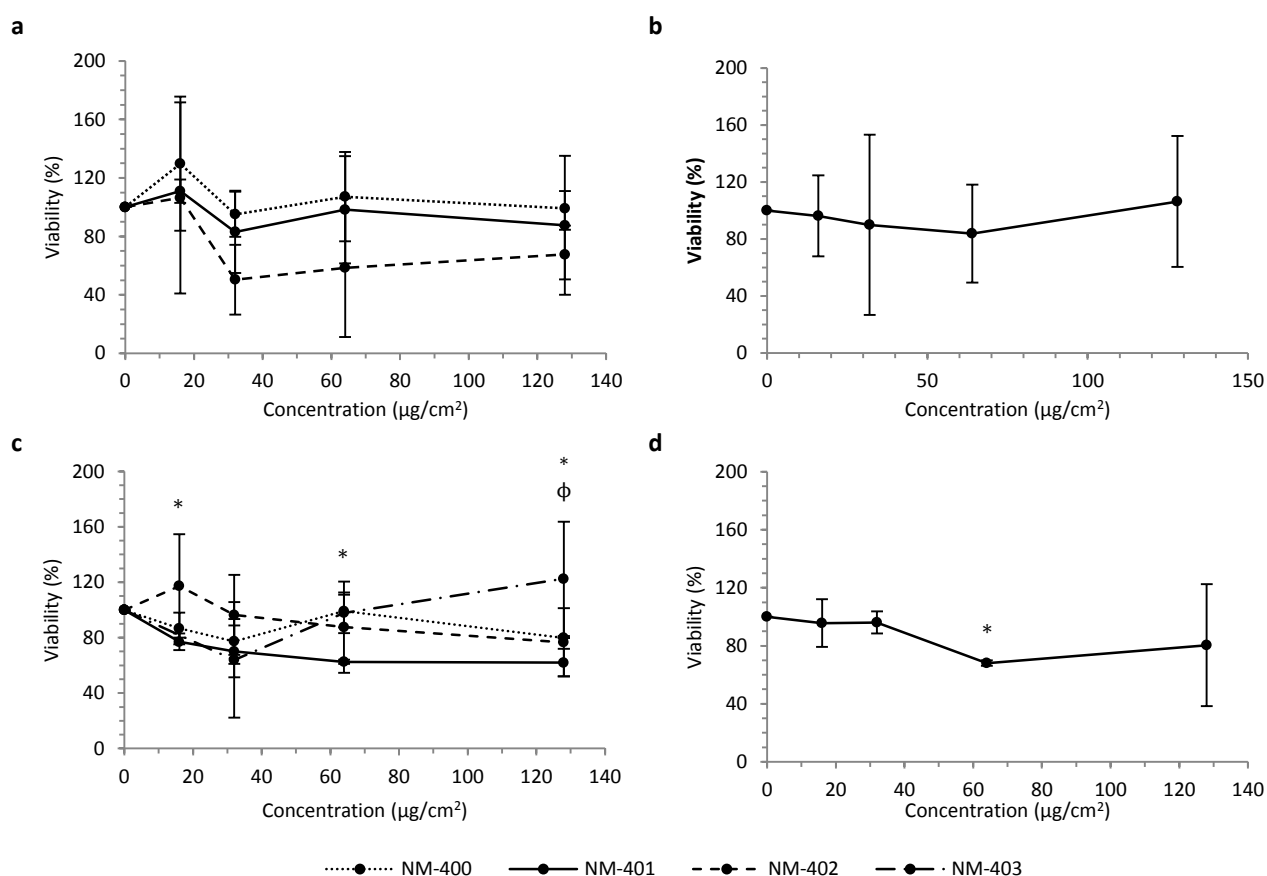 a
200
160
120
80
40
0
Viability (%)
0 20 40 60 80 100 120 140
Concentration (µg/cm²)
b
200
160
120
80
40
0
Viability (%)
0 50 100 150
Concentration (µg/cm²)
c
200
160
120
80
40
0
Viability (%)
*
*
*
ϕ
0 20 40 60 80 100 120 140
Concentration (µg/cm²)
d
200
160
120
80
40
0
Viability (%)
*
0 20 40 60 80 100 120 140
Concentration (µg/cm²)
NM-400 NM-401 NM-402 NM-403